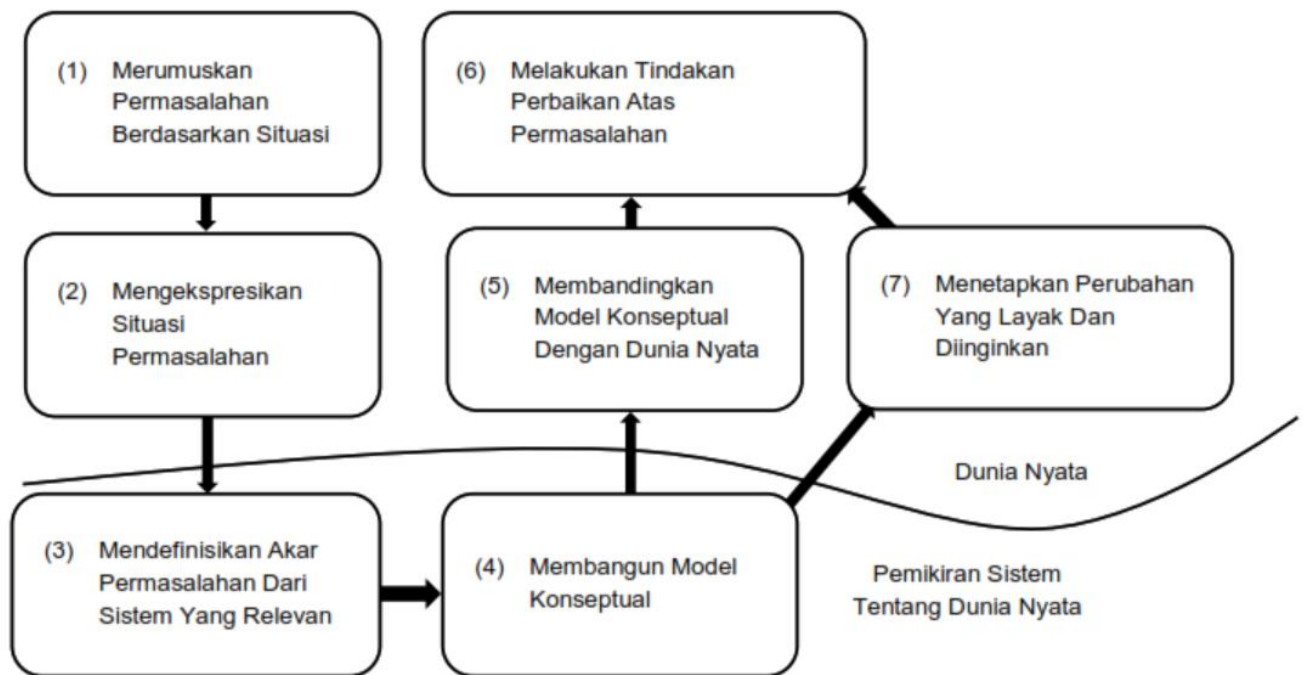 (1) Merumuskan
Permasalahan
Berdasarkan Situasi
(6) Melakukan Tindakan
Perbaikan Atas
Permasalahan
(2) Mengekspresikan
Situasi
Permasalahan
(5) Membandingkan
Model Konseptual
Dengan Dunia Nyata
(7) Menetapkan Perubahan
Yang Layak Dan
Diinginkan
Dunia Nyata
(3) Mendefinisikan Akar
Permasalahan Dari
Sistem Yang Relevan
(4) Membangun Model
Konseptual
Pemikiran Sistem
Tentang Dunia Nyata